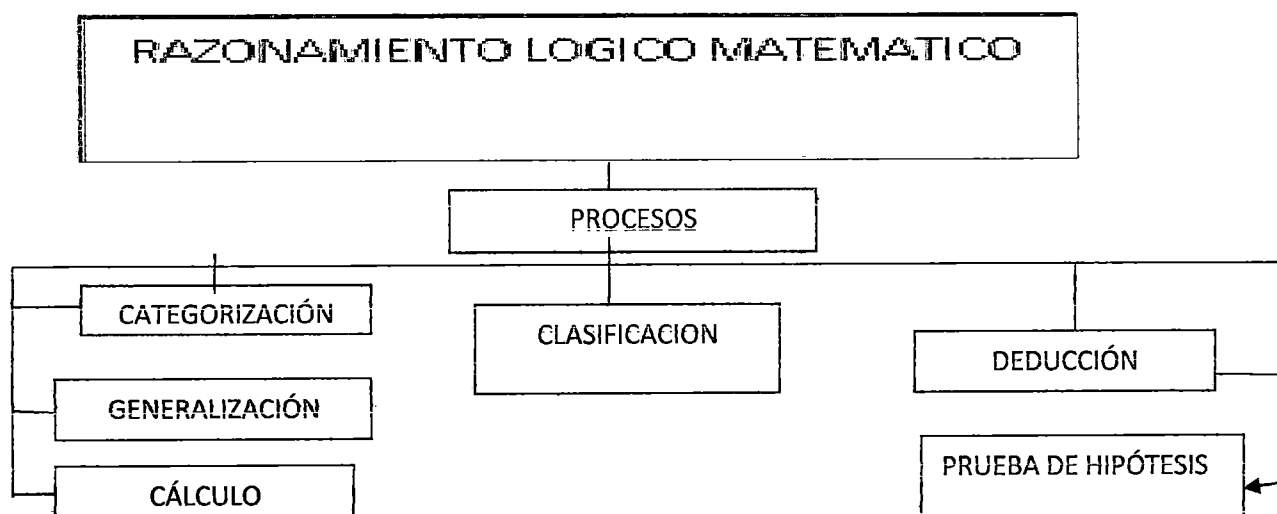 RAZONAMIENTO LOGICO MATEMATICO
PROCESOS
CATEGORIZACIÓN
CLASIFICACION
DEDUCCIÓN
GENERALIZACIÓN
PRUEBA DE HIPÓTESIS
CÁLCULO